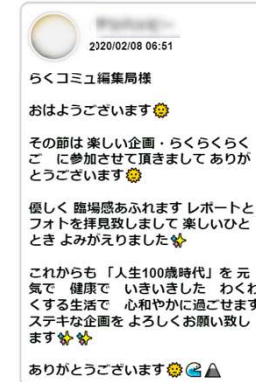 2020/02/08 06:51
らくコミュ編集局様
おはようございます🌞
その節は 楽しい企画・らくらくらく
ご　に参加させて頂きまして ありが
とうございます🌞
優しく 臨場感あふれます レポートと
フォトを拝見致しまして 楽しいひと
とき よみがえりました✨
これからも 「人生100歳時代」を 元
気で　健康で　いきいきした　わくわ
くする生活で　心和やかに過ごせます
ステキな企画を よろしくお願い致し
ます✨✨
ありがとうございます🌞🌊🗻